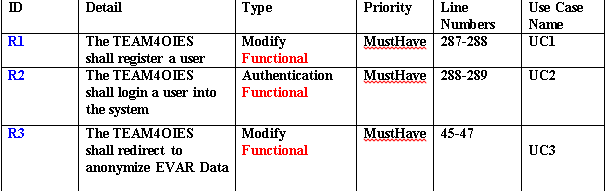 ID Detail Type Priority Line Use Case
Numbers Name
R1 The TEAM4OIES Modify MustHave 287-288 UC1
shall register a user Functional
R2 The TEAM4OIES Authentication MustHave 288-289 UC2
shall login a user into Functional
the system
R3 The TEAM4OIES Modify MustHave 45-47
shall redirect to Functional UC3
anonymize EVAR Data